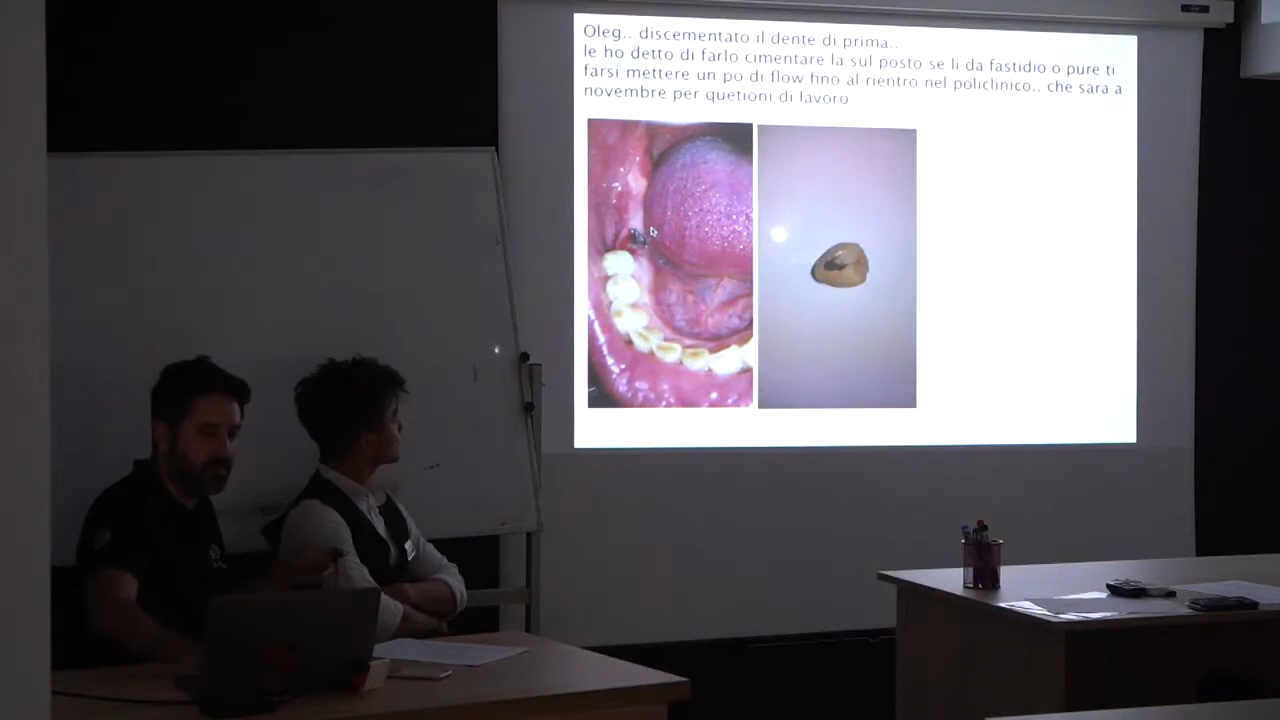 Oleg.. discementato il dente di prima..
le ho detto di farlo cimentare la sul posto se li da fastidio o pure ti
farsi mettere un po di flow fino al rientro nel policlinico.. che sara a
novembre per quetioni di lavoro